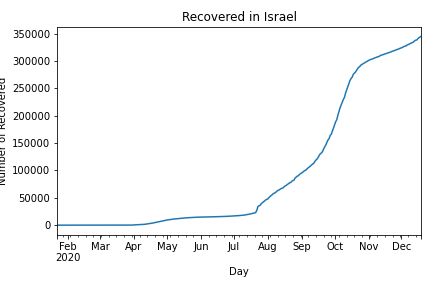 Recovered in Israel
350000
300000
250000
200000
150000
100000
50000
0
Number of Recovered
Feb Mar Apr May Jun Jul Aug Sep Oct Nov Dec
2020
Day